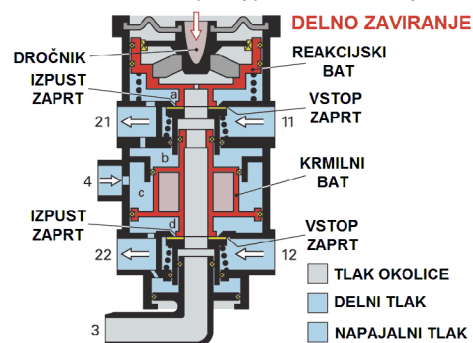 DELNO ZAVIRANJE
DROČNIK
REAKCIJSKI
BAT
IZPUST
ZAPRT
a
VSTOP
ZAPRT
21
11
b
4
c
KRMILNI
BAT
IZPUST
ZAPRT
d
VSTOP
ZAPRT
22
12
TLAK OKOLICE
DELNI TLAK
3
NAPAJALNI TLAK